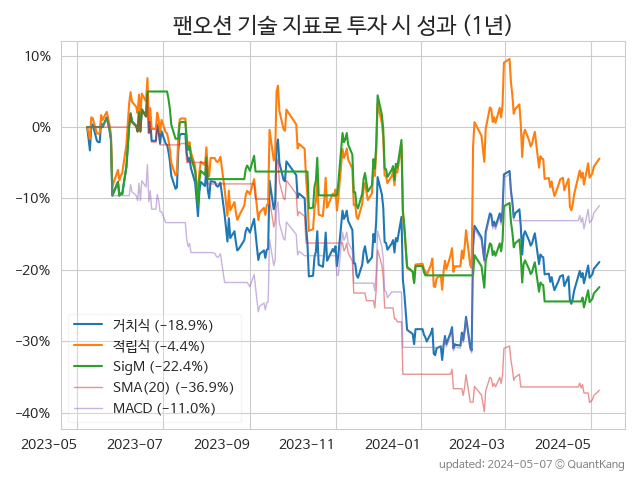 팬오션 기술 지표로 투자 시 성과 (1년)
10%
0%
−10%
−20%
−30%
−40%
거치식 (−18.9%)
적립식 (−4.4%)
SigM (−22.4%)
SMA(20) (−36.9%)
MACD (−11.0%)
2023-05
2023-07
2023-09
2023-11
2024-01
2024-03
2024-05
updated: 2024-05-07 © QuantKang